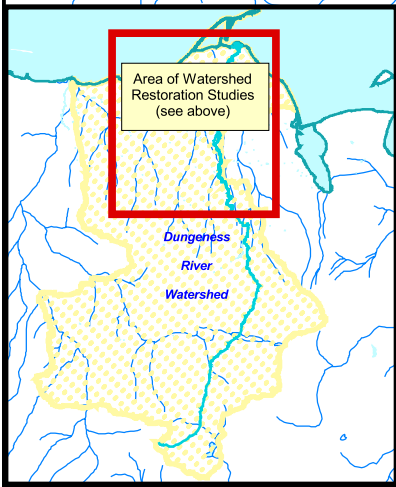 Area of Watershed
Restoration Studies
(see above)
Dungeness
River
Watershed